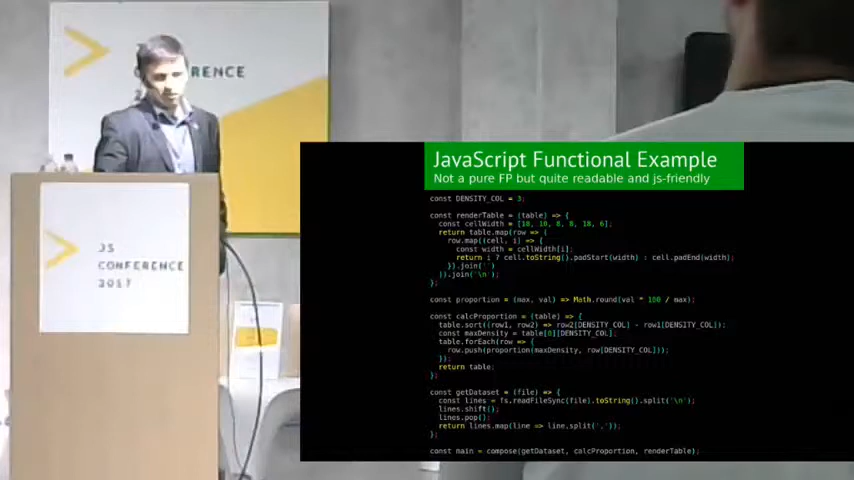 RENCE
JS
CONFERENCE
2017
JavaScript Functional Example
Not a pure FP but quite readable and js-friendly
const DENSITY_COL = 3;
const renderTable = (table) => {
const cellWidth = [18, 10, 8, 8, 18, 6];
return table.map(row => (
row.map((cell, i) => {
const width = cellWidth[i];
return i ? cell.toString().padStart(width) : cell.padEnd(width);
}).join('')
)).join('\n');
};
const proportion = (max, val) => Math.round(val * 100 / max);
const calcProportion = (table) => {
table.sort((row1, row2) => row2[DENSITY_COL] - row1[DENSITY_COL]);
const maxDensity = table[0][DENSITY_COL];
table.forEach(row => {
row.push(proportion(maxDensity, row[DENSITY_COL]));
});
return table;
};
const getDataset = (file) => {
const lines = fs.readFileSync(file).toString().split('\n');
lines.shift();
lines.pop();
return lines.map(line => line.split(','));
};
const main = compose(getDataset, calcProportion, renderTable);